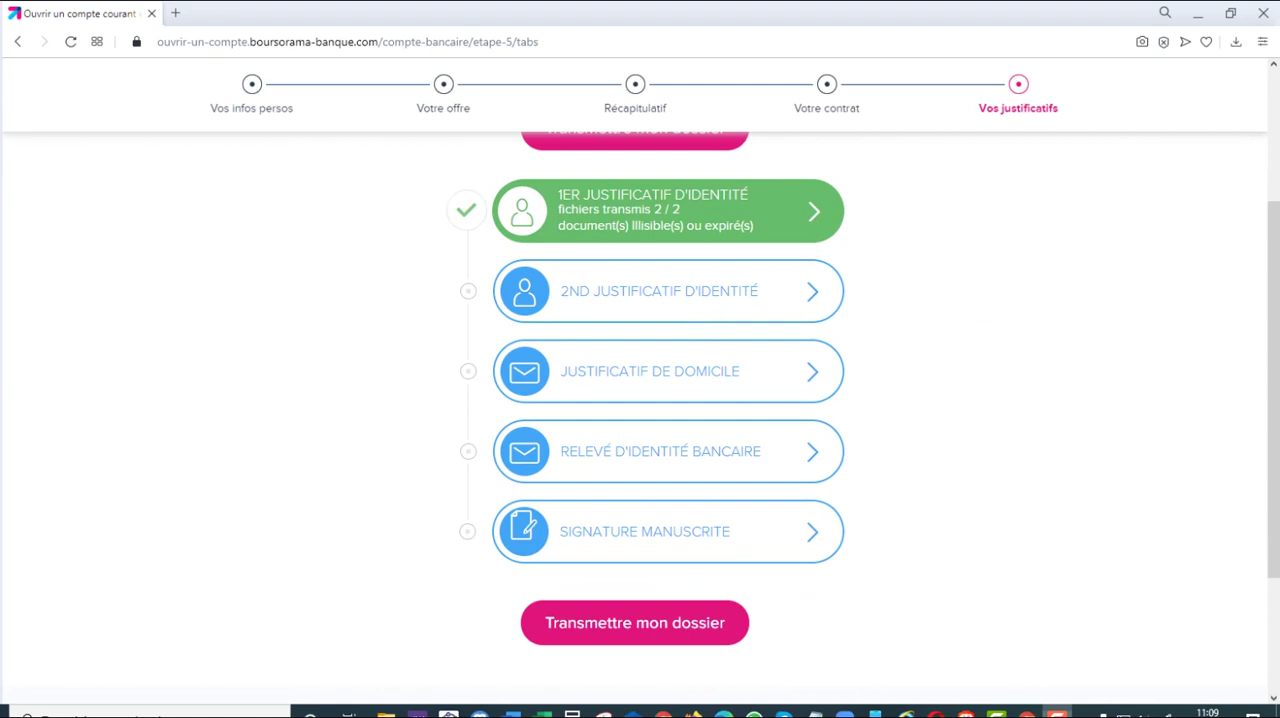 Ouvrir un compte courant
ouvrir-un-compte.boursorama-banque.com/compte-bancaire/etape-5/tabs
Vos infos persos
Votre offre
Récapitulatif
Votre contrat
Vos justificatifs
1ER JUSTIFICATIF D'IDENTITÉ
fichiers transmis 2 / 2
document(s) Illisible(s) ou expiré(s)
2ND JUSTIFICATIF D'IDENTITÉ
JUSTIFICATIF DE DOMICILE
RELEVÉ D'IDENTITÉ BANCAIRE
SIGNATURE MANUSCRITE
Transmettre mon dossier
11:09